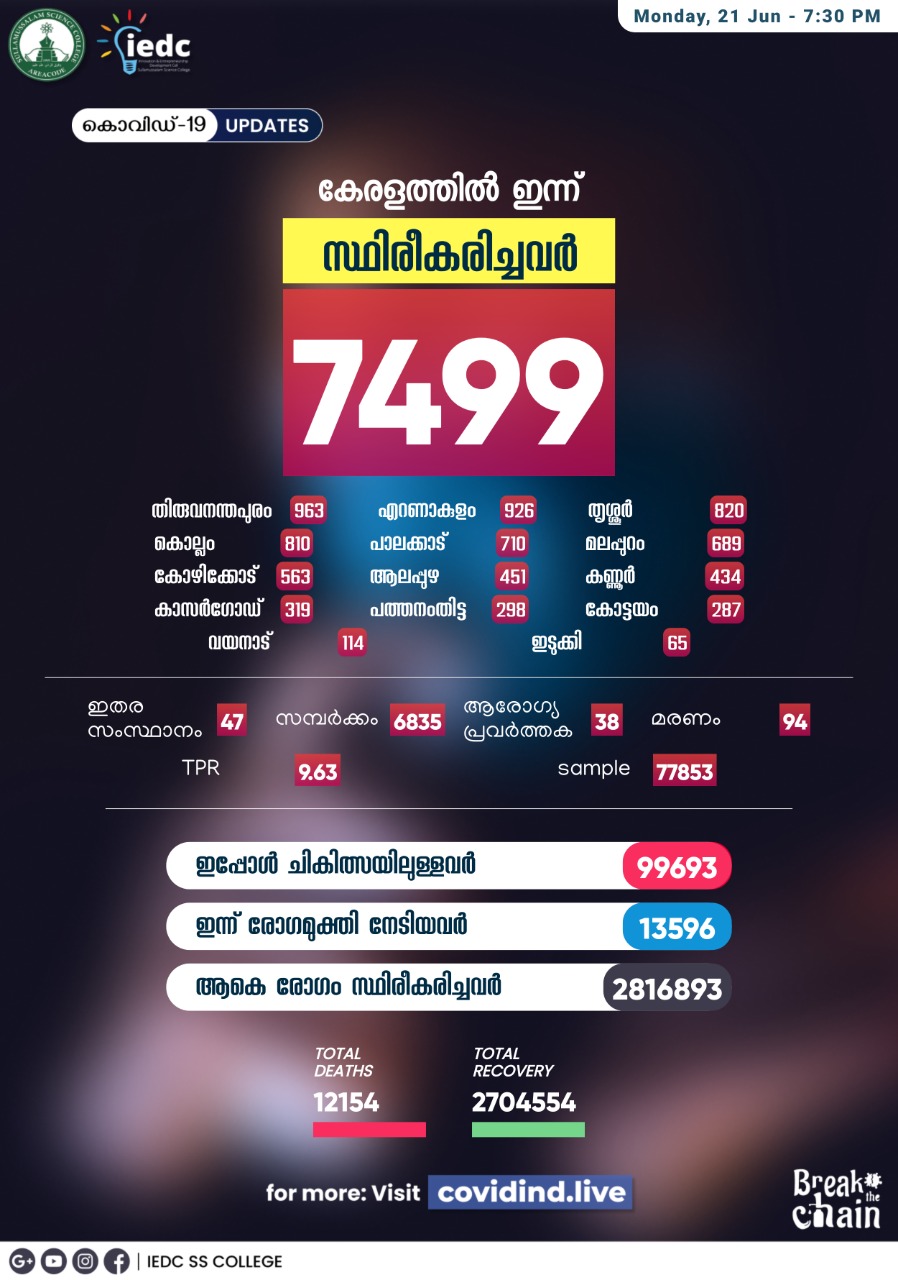 Monday, 21 Jun - 7:30 PM
SULLAMUSSALAM SCIENCE COLLEGE
AREACODE
iedc
കൊവിഡ്-19 UPDATES
കേരളത്തിൽ ഇന്ന്
സ്ഥിരീകരിച്ചവർ
7499
തിരുവനന്തപുരം 963 എറണാകുളം 926 തൃശ്ശൂർ 820
കൊല്ലം 810 പാലക്കാട് 710 മലപ്പുറം 689
കോഴിക്കോട് 563 ആലപ്പുഴ 451 കണ്ണൂർ 434
കാസർഗോഡ് 319 പത്തനംതിട്ട 298 കോട്ടയം 287
വയനാട് 114 ഇടുക്കി 65
ഇതര
സംസ്ഥാനം 47 സമ്പർക്കം 6835 ആരോഗ്യ
പ്രവർത്തക 38 മരണം 94
TPR 9.63 sample 77853
ഇപ്പോൾ ചികിത്സയിലുള്ളവർ 99693
ഇന്ന് രോഗമുക്തി നേടിയവർ 13596
ആകെ രോഗം സ്ഥിരീകരിച്ചവർ 2816893
TOTAL
DEATHS
12154
TOTAL
RECOVERY
2704554
for more: Visit covidind.live
Break
the
chain
IEDC SS COLLEGE